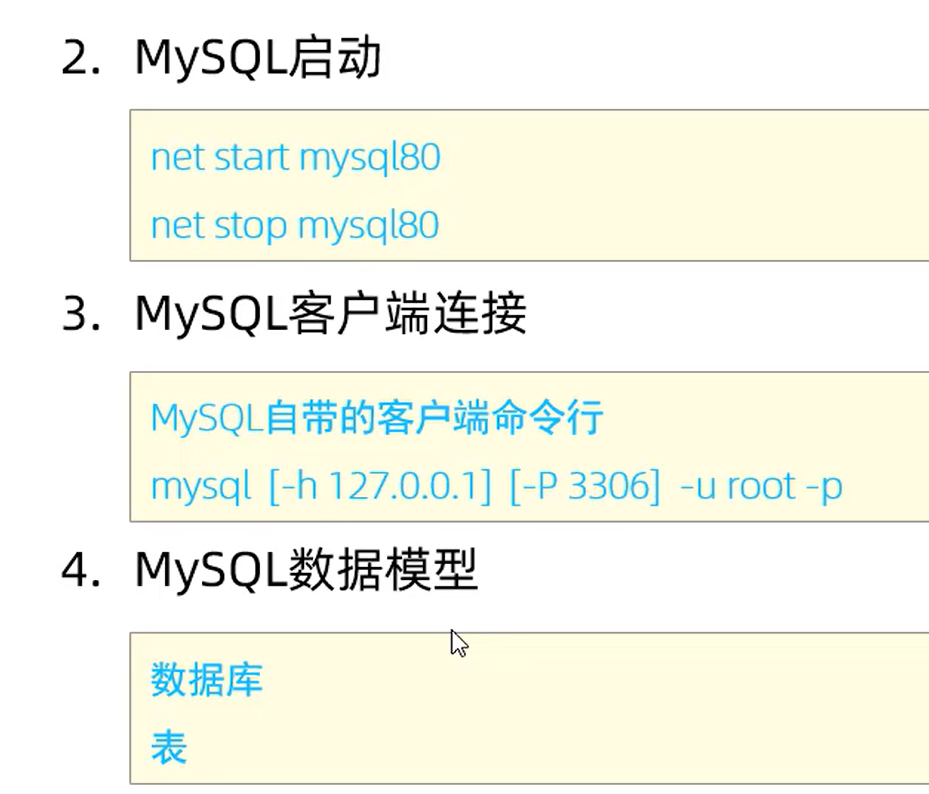 2. MySQL启动
net start mysql80
net stop mysql80
3. MySQL客户端连接
MySQL自带的客户端命令行
mysql [-h 127.0.0.1] [-P 3306] -u root -p
4. MySQL数据模型
数据库
表